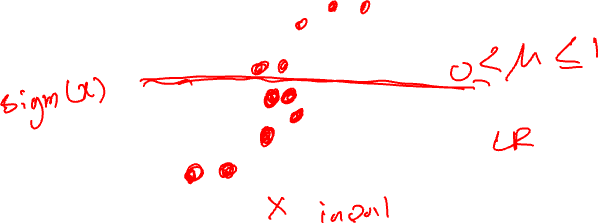 0 < μ ≤ 1
sigm(x)
LR
X